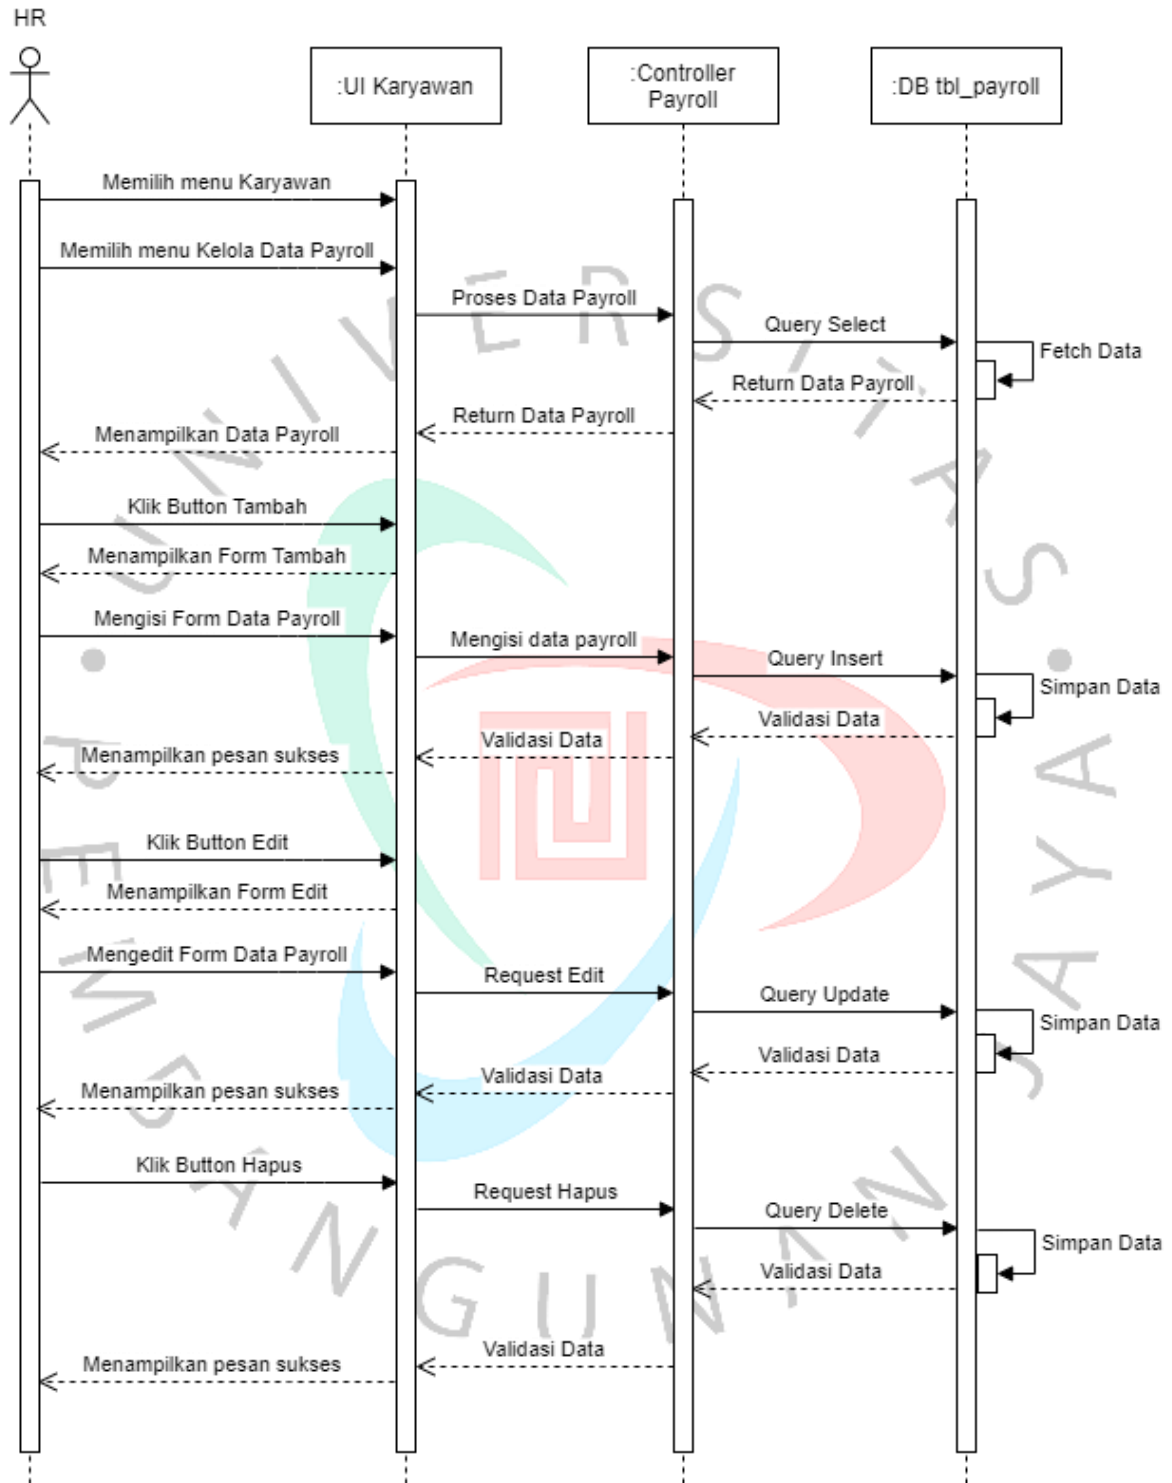 HR
:UI Karyawan
:Controller
Payroll
:DB tbl_payroll
Memilih menu Karyawan
Memilih menu Kelola Data Payroll
Proses Data Payroll
Query Select
Fetch Data
Return Data Payroll
Return Data Payroll
Menampilkan Data Payroll
Klik Button Tambah
Menampilkan Form Tambah
Mengisi Form Data Payroll
Mengisi data payroll
Query Insert
Simpan Data
Validasi Data
Validasi Data
Menampilkan pesan sukses
Klik Button Edit
Menampilkan Form Edit
Mengedit Form Data Payroll
Request Edit
Query Update
Simpan Data
Validasi Data
Validasi Data
Menampilkan pesan sukses
Klik Button Hapus
Request Hapus
Query Delete
Simpan Data
Validasi Data
Validasi Data
Menampilkan pesan sukses
UNIVERSITAS
PEMBANGUNAN JAYA